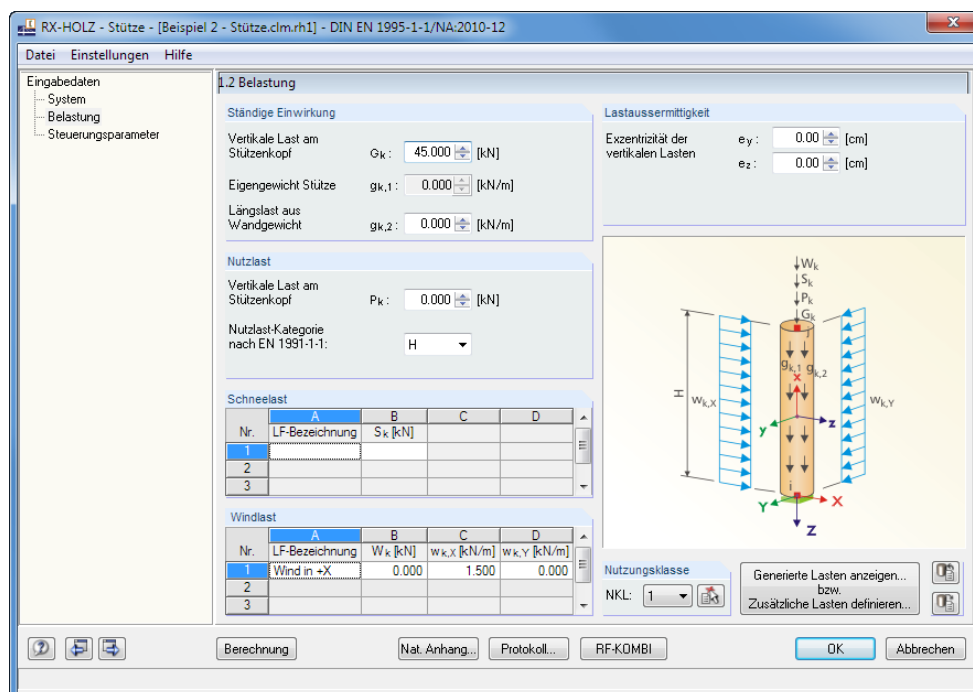 RX-HOLZ - Stütze - [Beispiel 2 - Stütze.clm.rh1] - DIN EN 1995-1-1/NA:2010-12
x
Datei Einstellungen Hilfe
Eingabedaten
System
Belastung
Steuerungsparameter
1.2 Belastung
Ständige Einwirkung
Vertikale Last am
Stützenkopf Gk : 45.000 [kN]
Eigengewicht Stütze gk,1 : 0.000 [kN/m]
Längslast aus
Wandgewicht gk,2 : 0.000 [kN/m]
Nutzlast
Vertikale Last am
Stützenkopf Pk : 0.000 [kN]
Nutzlast-Kategorie
nach EN 1991-1-1: H
Schneelast
A B C D
Nr. LF-Bezeichnung Sk [kN]
1
2
3
Windlast
A B C D
Nr. LF-Bezeichnung Wk [kN] wk,X [kN/m] wk,Y [kN/m]
1 Wind in +X 0.000 1.500 0.000
2
3
Lastaussermittigkeit
Exzentrizität der
vertikalen Lasten
ey : 0.00 [cm]
ez : 0.00 [cm]
Wk
Sk
Pk
Gk
j
gk,1 gk,2
x
H
wk,X
wk,Y
y
z
i
Y
X
Z
Nutzungsklasse
NKL: 1
Generierte Lasten anzeigen...
bzw.
Zusätzliche Lasten definieren...
Berechnung
Nat. Anhang...
Protokoll...
RF-KOMBI
OK
Abbrechen